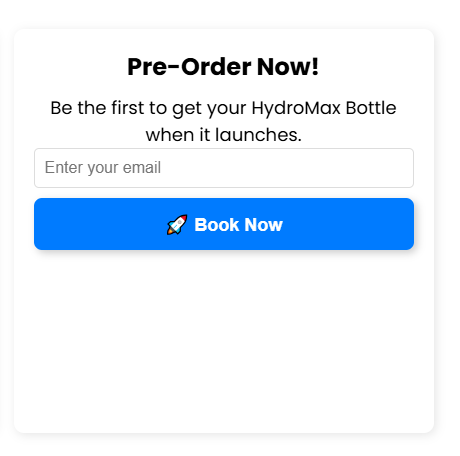 Pre-Order Now!
Be the first to get your HydroMax Bottle
when it launches.
Enter your email
🚀 Book Now